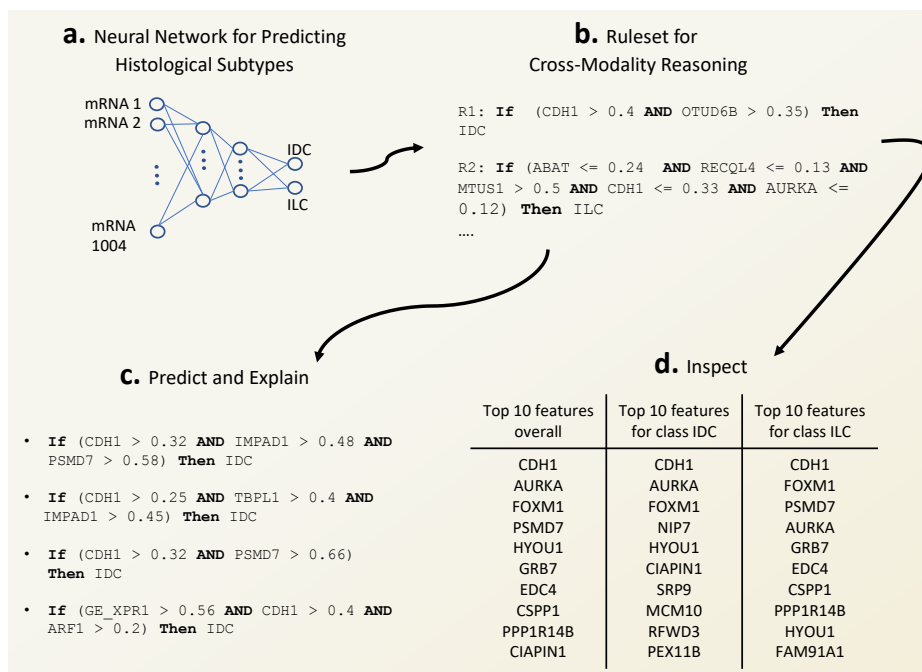 a. Neural Network for Predicting
Histological Subtypes
mRNA 1
mRNA 2
mRNA
1004
IDC
ILC
b. Ruleset for
Cross-Modality Reasoning
R1: If (CDH1 > 0.4 AND OTUD6B > 0.35) Then
IDC
R2: If (ABAT <= 0.24 AND RECQL4 <= 0.13 AND
MTUS1 > 0.5 AND CDH1 <= 0.33 AND AURKA <=
0.12) Then ILC
....
c. Predict and Explain
• If (CDH1 > 0.32 AND IMPAD1 > 0.48 AND
PSMD7 > 0.58) Then IDC
• If (CDH1 > 0.25 AND TBPL1 > 0.4 AND
IMPAD1 > 0.45) Then IDC
• If (CDH1 > 0.32 AND PSMD7 > 0.66)
Then IDC
• If (GE_XPR1 > 0.56 AND CDH1 > 0.4 AND
ARF1 > 0.2) Then IDC
d. Inspect
Top 10 features Top 10 features Top 10 features
overall for class IDC for class ILC
CDH1 CDH1 CDH1
AURKA AURKA FOXM1
FOXM1 FOXM1 PSMD7
PSMD7 NIP7 AURKA
HYOU1 HYOU1 GRB7
GRB7 CIAPIN1 EDC4
EDC4 SRP9 CSPP1
CSPP1 MCM10 PPP1R14B
PPP1R14B RFWD3 HYOU1
CIAPIN1 PEX11B FAM91A1